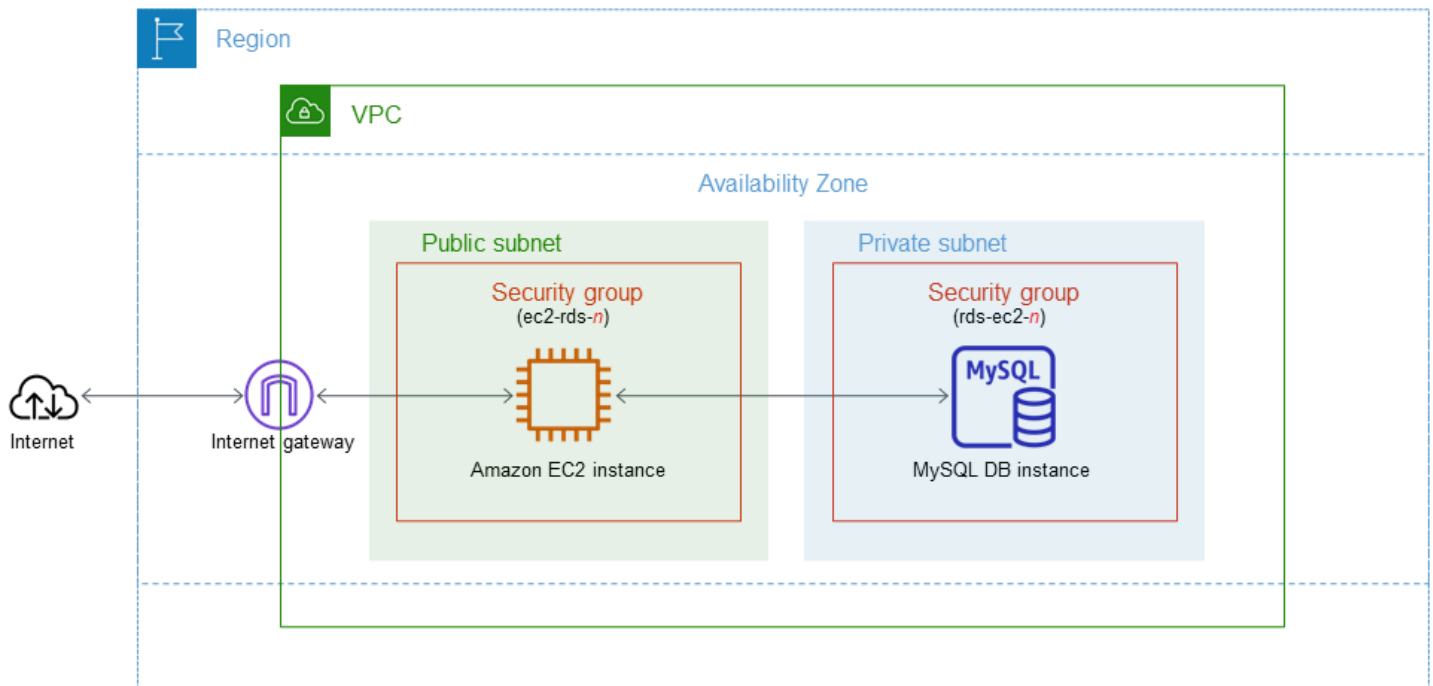 Region
VPC
Availability Zone
Public subnet
Private subnet
Security group
(ec2-rds-n)
Security group
(rds-ec2-n)
MySQL
Internet
Internet gateway
Amazon EC2 instance
MySQL DB instance